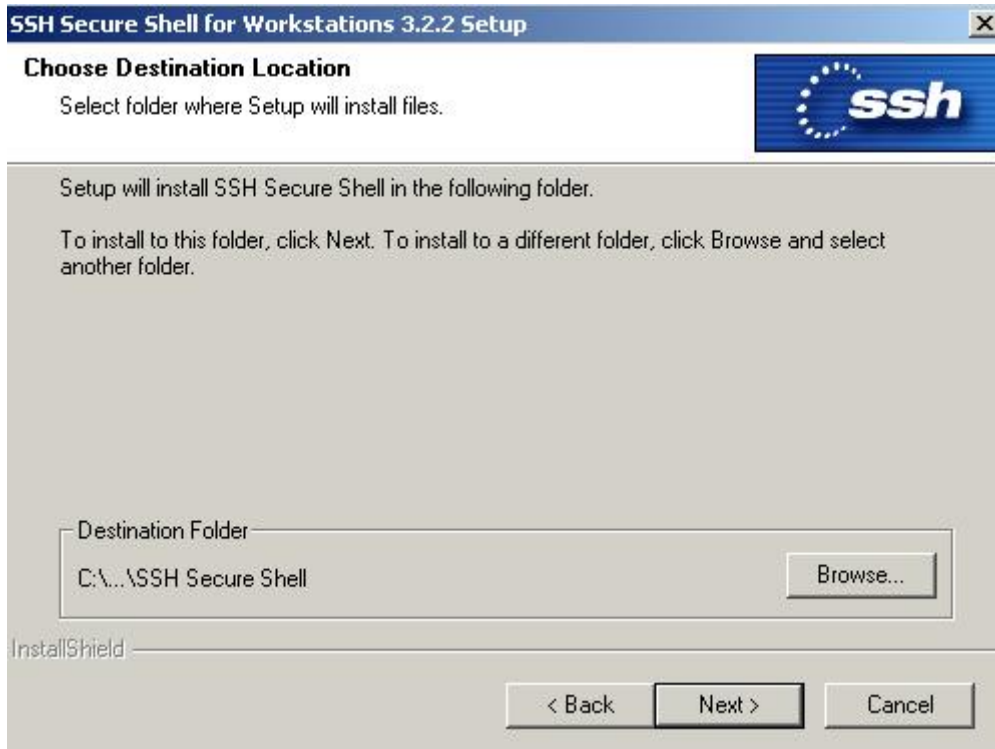 SSH Secure Shell for Workstations 3.2.2 Setup
Choose Destination Location
Select folder where Setup will install files.
ssh
Setup will install SSH Secure Shell in the following folder.
To install to this folder, click Next. To install to a different folder, click Browse and select
another folder.
Destination Folder
C:\...\SSH Secure Shell
Browse...
InstallShield
< Back
Next >
Cancel